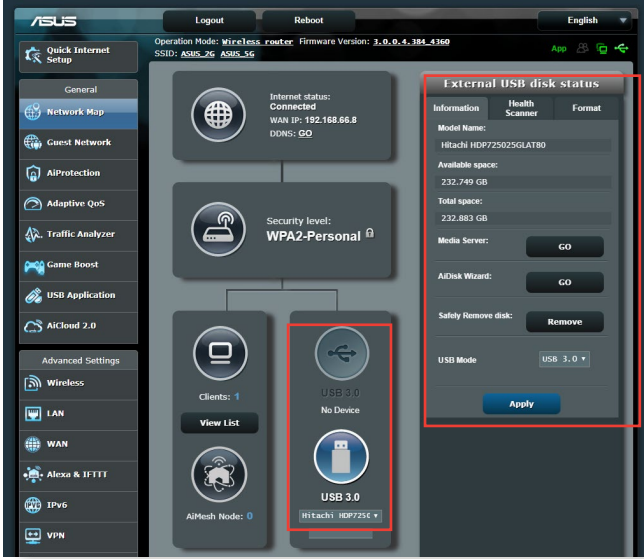 ASUS
Logout
Reboot
English
Operation Mode: Wireless router Firmware Version: 3.0.0.4.384_4360
SSID: ASUS_2G ASUS_5G
App
Quick Internet
Setup
General
Network Map
Guest Network
AiProtection
Adaptive QoS
Traffic Analyzer
Game Boost
USB Application
AiCloud 2.0
Advanced Settings
Wireless
LAN
WAN
Alexa & IFTTT
IPv6
VPN
Internet status:
Connected
WAN IP: 192.168.66.8
DDNS: GO
Security level:
WPA2-Personal
Clients: 1
View List
AiMesh Node: 0
USB 3.0
No Device
USB 3.0
Hitachi HDP725(
External USB disk status
Information
Health
Scanner
Format
Model Name:
Hitachi HDP725025GLAT80
Available space:
232.749 GB
Total space:
232.883 GB
Media Server:
GO
AiDisk Wizard:
GO
Safely Remove disk:
Remove
USB Mode
USB 3.0
Apply